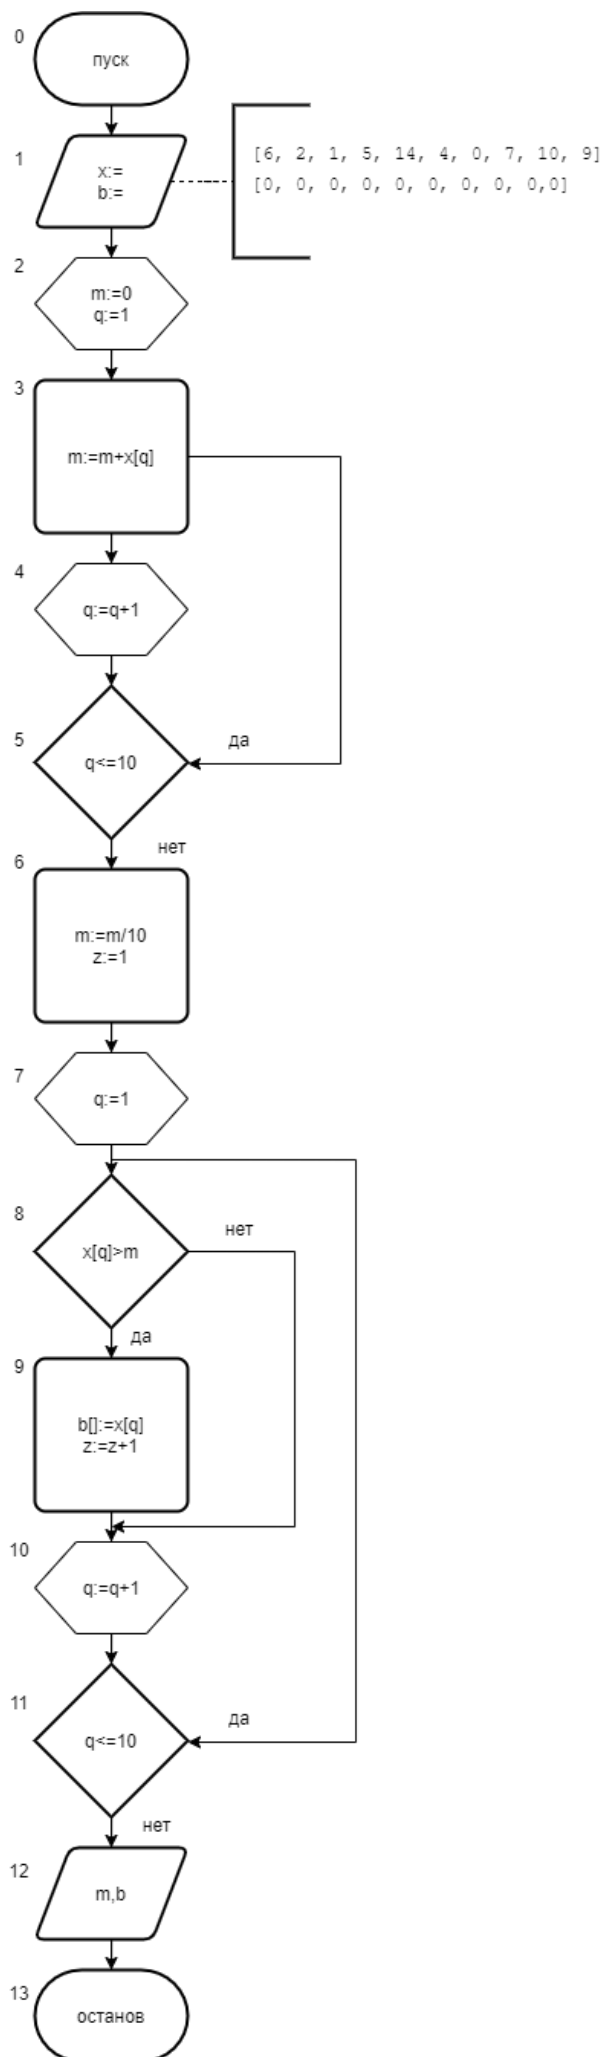 0
пуск
1
x:=
b:=
[6, 2, 1, 5, 14, 4, 0, 7, 10, 9]
[0, 0, 0, 0, 0, 0, 0, 0, 0,0]
2
m:=0
q:=1
3
m:=m+x[q]
4
q:=q+1
5
q<=10
да
нет
6
m:=m/10
z:=1
7
q:=1
8
x[q]>m
нет
да
9
b[]:=x[q]
z:=z+1
10
q:=q+1
11
q<=10
да
нет
12
m,b
13
останов